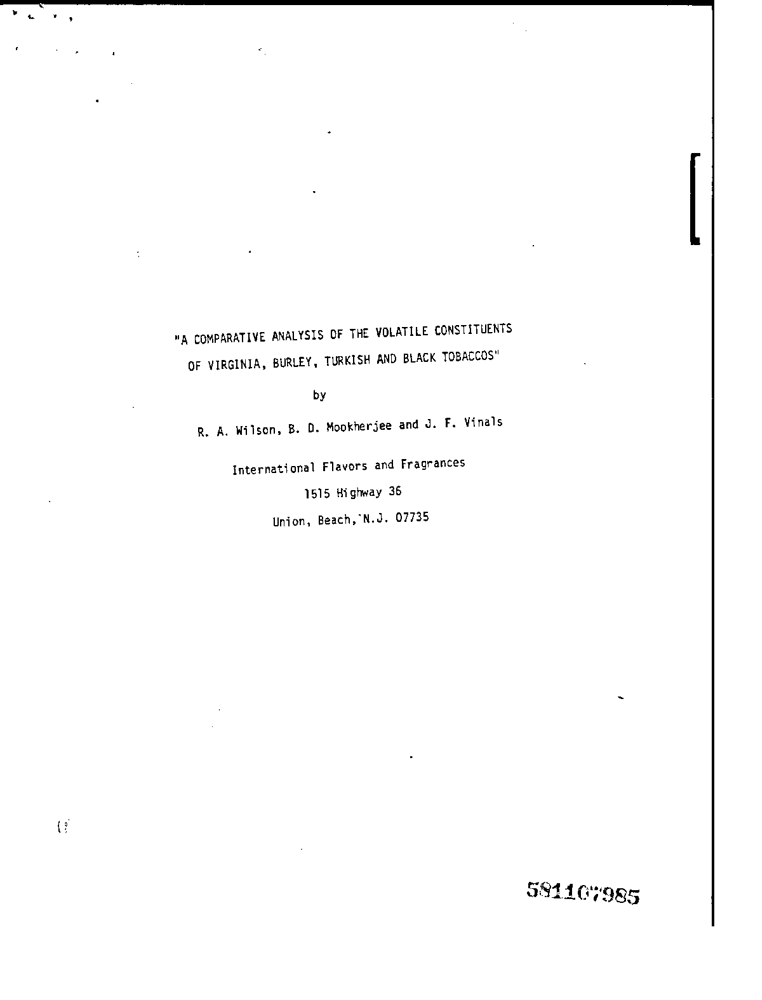 "A COMPARATIVE ANALYSIS OF THE VOLATILE CONSTITUENTS
OF VIRGINIA, BURLEY, TURKISH AND BLACK TOBACCOS"
by
R. A. Wilson, B. D. Mookherjee and J. F. Vinals
International Flavors and Fragrances
1515 Highway 36
Union, Beach, N.J. 07735
581107985